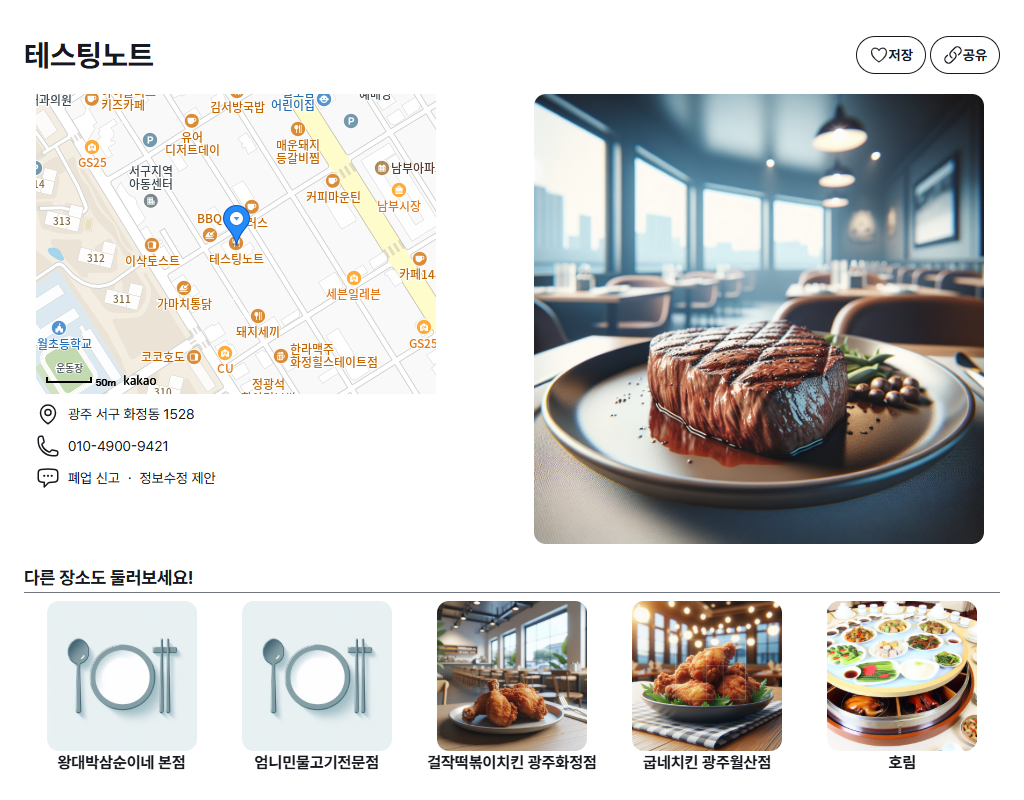 테스팅노트
저장
공유
키즈카페
김서방국밥
어린이집
유어
디저트데이
매운돼지
등갈비찜
GS25
서구지역
아동센터
남부아파
14
커피마운틴
남부시장
313
BBQ
테스팅노트
312
이삭토스트
카페14
세븐일레븐
311
가마치통닭
돼지세끼
GS25
월초등학교
코코호도
CU
한라맥주
화정힐스테이트점
운동장
310
정광석
50m kakao
광주 서구 화정동 1528
010-4900-9421
폐업 신고 · 정보수정 제안
다른 장소도 둘러보세요!
왕대박삼순이네 본점
엄니민물고기전문점
걸작떡볶이치킨 광주화정점
굽네치킨 광주월산점
호림